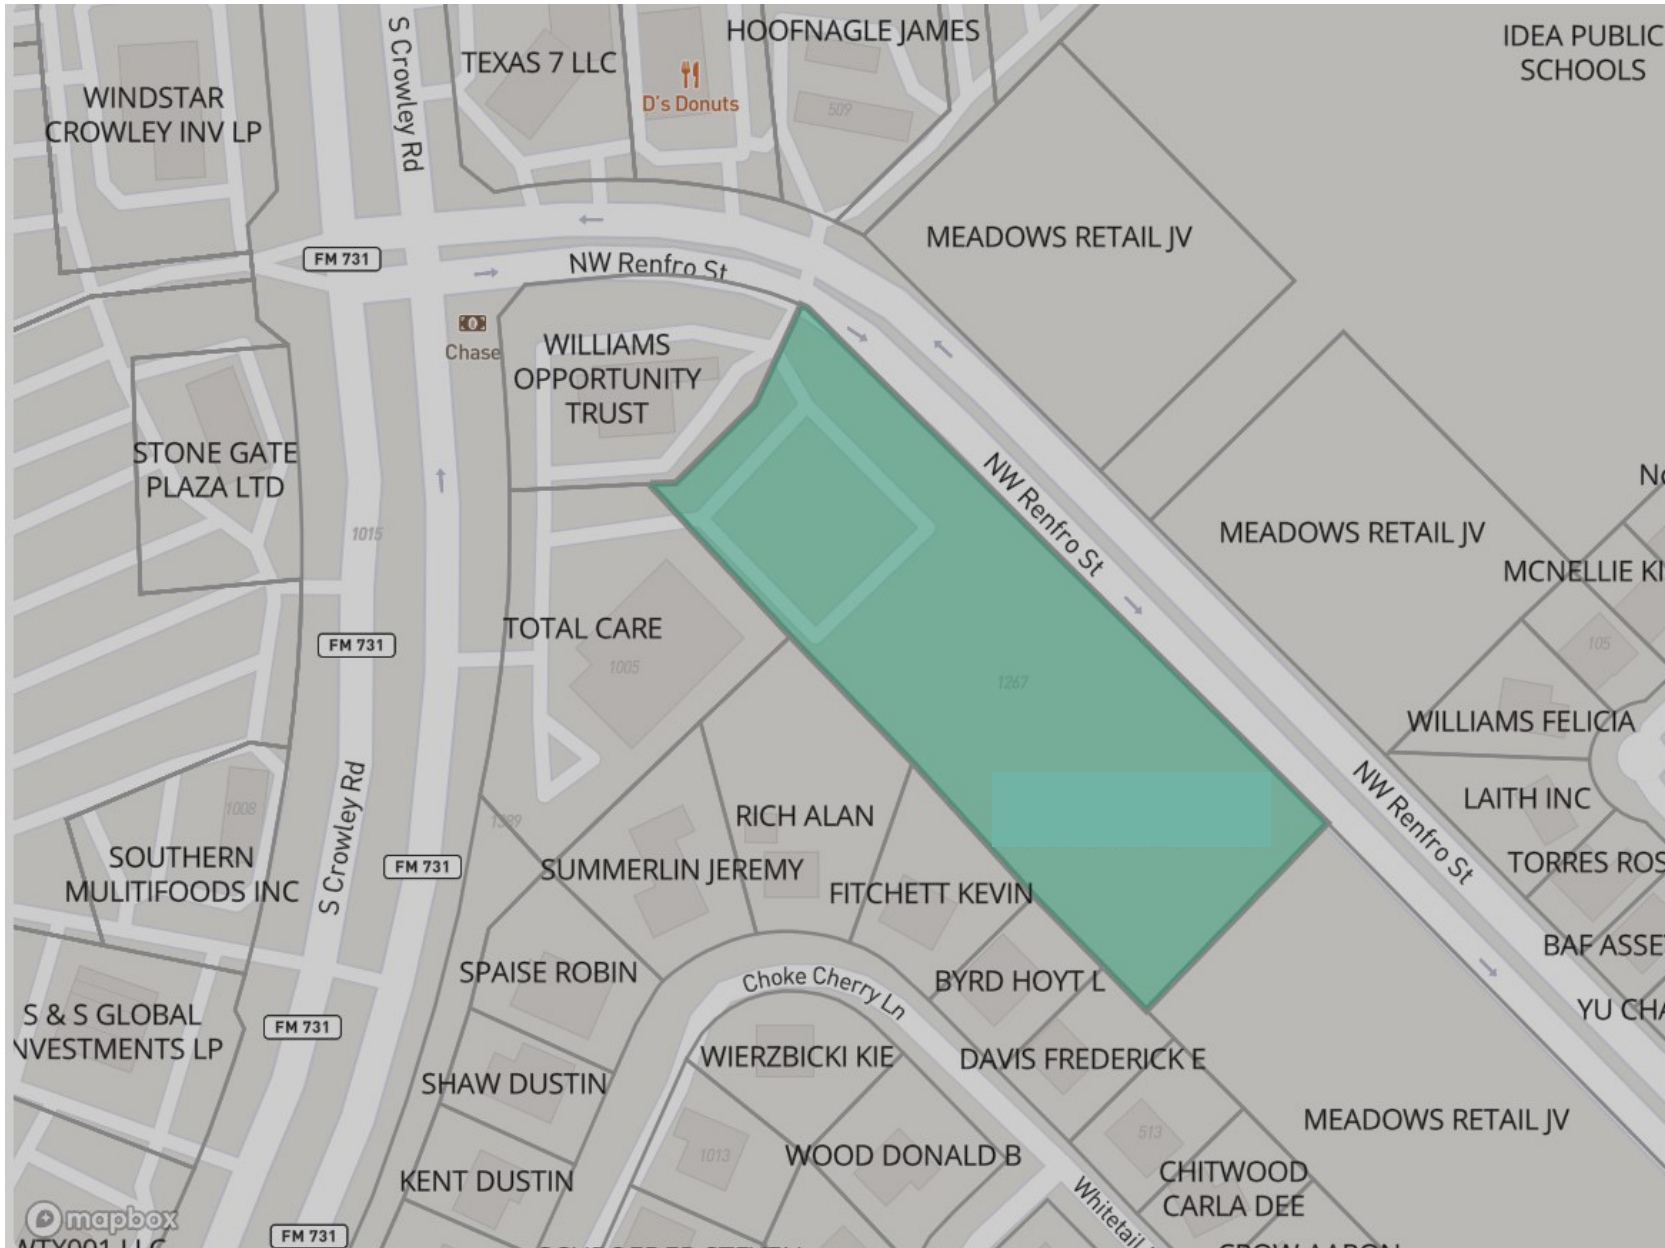 HOOFNAGLE JAMES
IDEA PUBLIC
SCHOOLS
S Crowley Rd
TEXAS 7 LLC
D's Donuts
WINDSTAR
CROWLEY INV LP
509
MEADOWS RETAIL JV
FM 731
NW Renfro St
Chase
WILLIAMS
OPPORTUNITY
TRUST
STONE GATE
PLAZA LTD
1015
NW Renfro St
MEADOWS RETAIL JV
MCNELLIE KI
TOTAL CARE
FM 731
1005
105
1267
WILLIAMS FELICIA
NW Renfro St
LAITH INC
1008
S Crowley Rd
RICH ALAN
SOUTHERN
MULITIFOODS INC
FM 731
SUMMERLIN JEREMY
FITCHETT KEVIN
TORRES ROS
BAF ASSE
SPAISE ROBIN
Choke Cherry Ln
BYRD HOYT L
YU CHA
S & S GLOBAL
NVESTMENTS LP
FM 731
WIERZBICKI KIE
DAVIS FREDERICK E
SHAW DUSTIN
MEADOWS RETAIL JV
513
1013
WOOD DONALD B
KENT DUSTIN
CHITWOOD
CARLA DEE
Whitetail
mapbox
FM 731